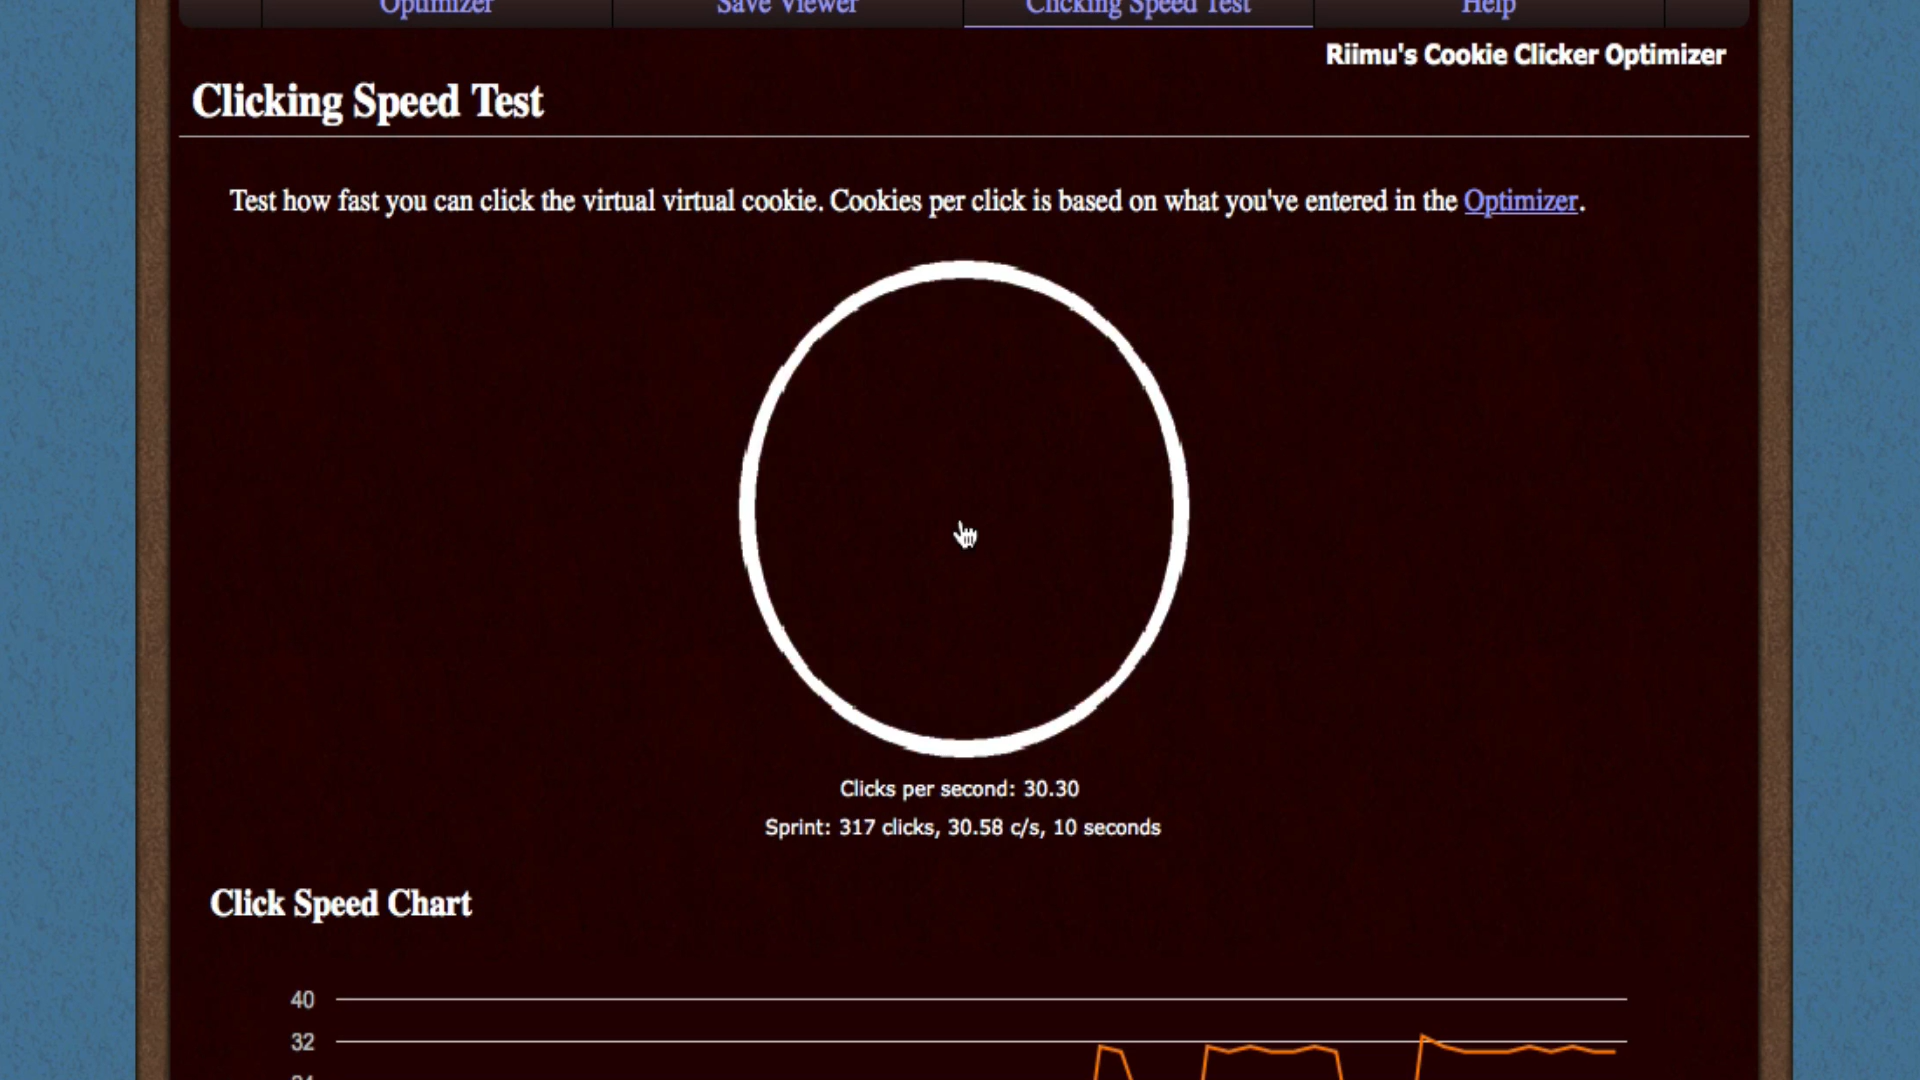 Optimizer
Save Viewer
Clicking Speed Test
Help
Riimu's Cookie Clicker Optimizer
Clicking Speed Test
Test how fast you can click the virtual virtual cookie. Cookies per click is based on what you've entered in the Optimizer.
Clicks per second: 30.30
Sprint: 317 clicks, 30.58 c/s, 10 seconds
Click Speed Chart
40
32